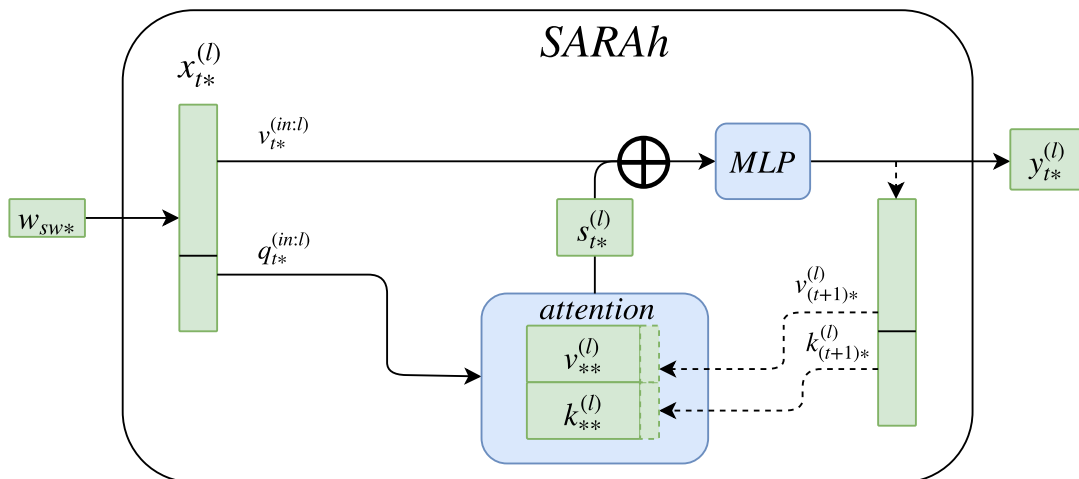 SARAh
x_{t*}^{(l)}
v_{t*}^{(in:l)}
MLP
y_{t*}^{(l)}
w_{sw*}
s_{t*}^{(l)}
q_{t*}^{(in:l)}
attention
v_{**}^{(l)}
k_{**}^{(l)}
v_{(t+1)*}^{(l)}
k_{(t+1)*}^{(l)}